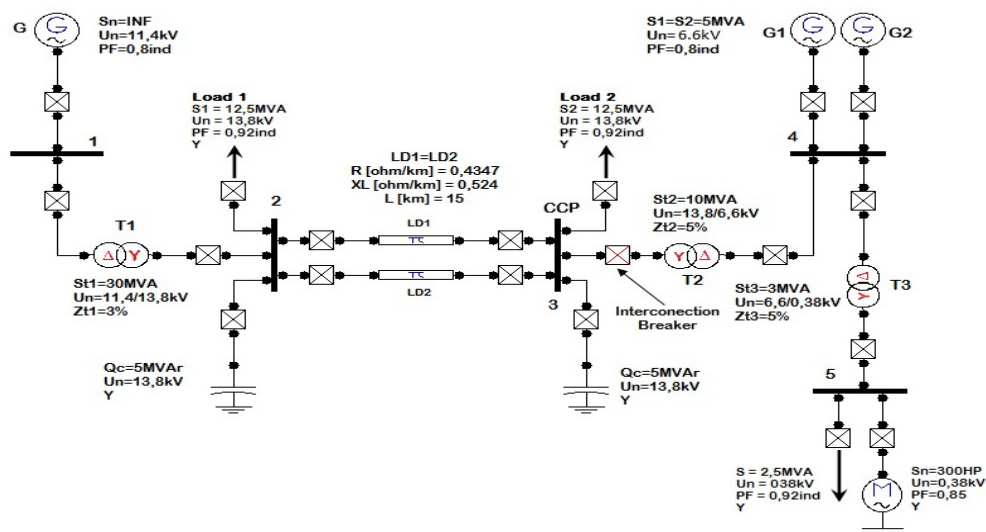 G
Sn=INF
Un=11,4kV
PF=0,8ind
S1=S2=5MVA
Un= 6.6kV
PF=0,8ind
G1
G2
1
4
Load 1
S1 = 12,5MVA
Un = 13,8kV
PF = 0,92ind
Y
Load 2
S2 = 12,5MVA
Un = 13,8kV
PF = 0,92ind
Y
LD1=LD2
R [ohm/km] = 0,4347
XL [ohm/km] = 0,524
L [km] = 15
2
CCP
LD1
LD2
3
T1
Δ Y
St1=30MVA
Un=11,4/13,8kV
Zt1=3%
St2=10MVA
Un=13,8/6,6kV
Zt2=5%
Y Δ
T2
Interconection
Breaker
St3=3MVA
Un=6,6/0,38kV
Zt3=5%
Δ
Y
T3
Qc=5MVAr
Un=13,8kV
Y
Qc=5MVAr
Un=13,8kV
Y
5
S = 2,5MVA
Un = 038kV
PF = 0,92ind
Y
M
Sn=300HP
Un=0,38kV
PF=0,85
Y